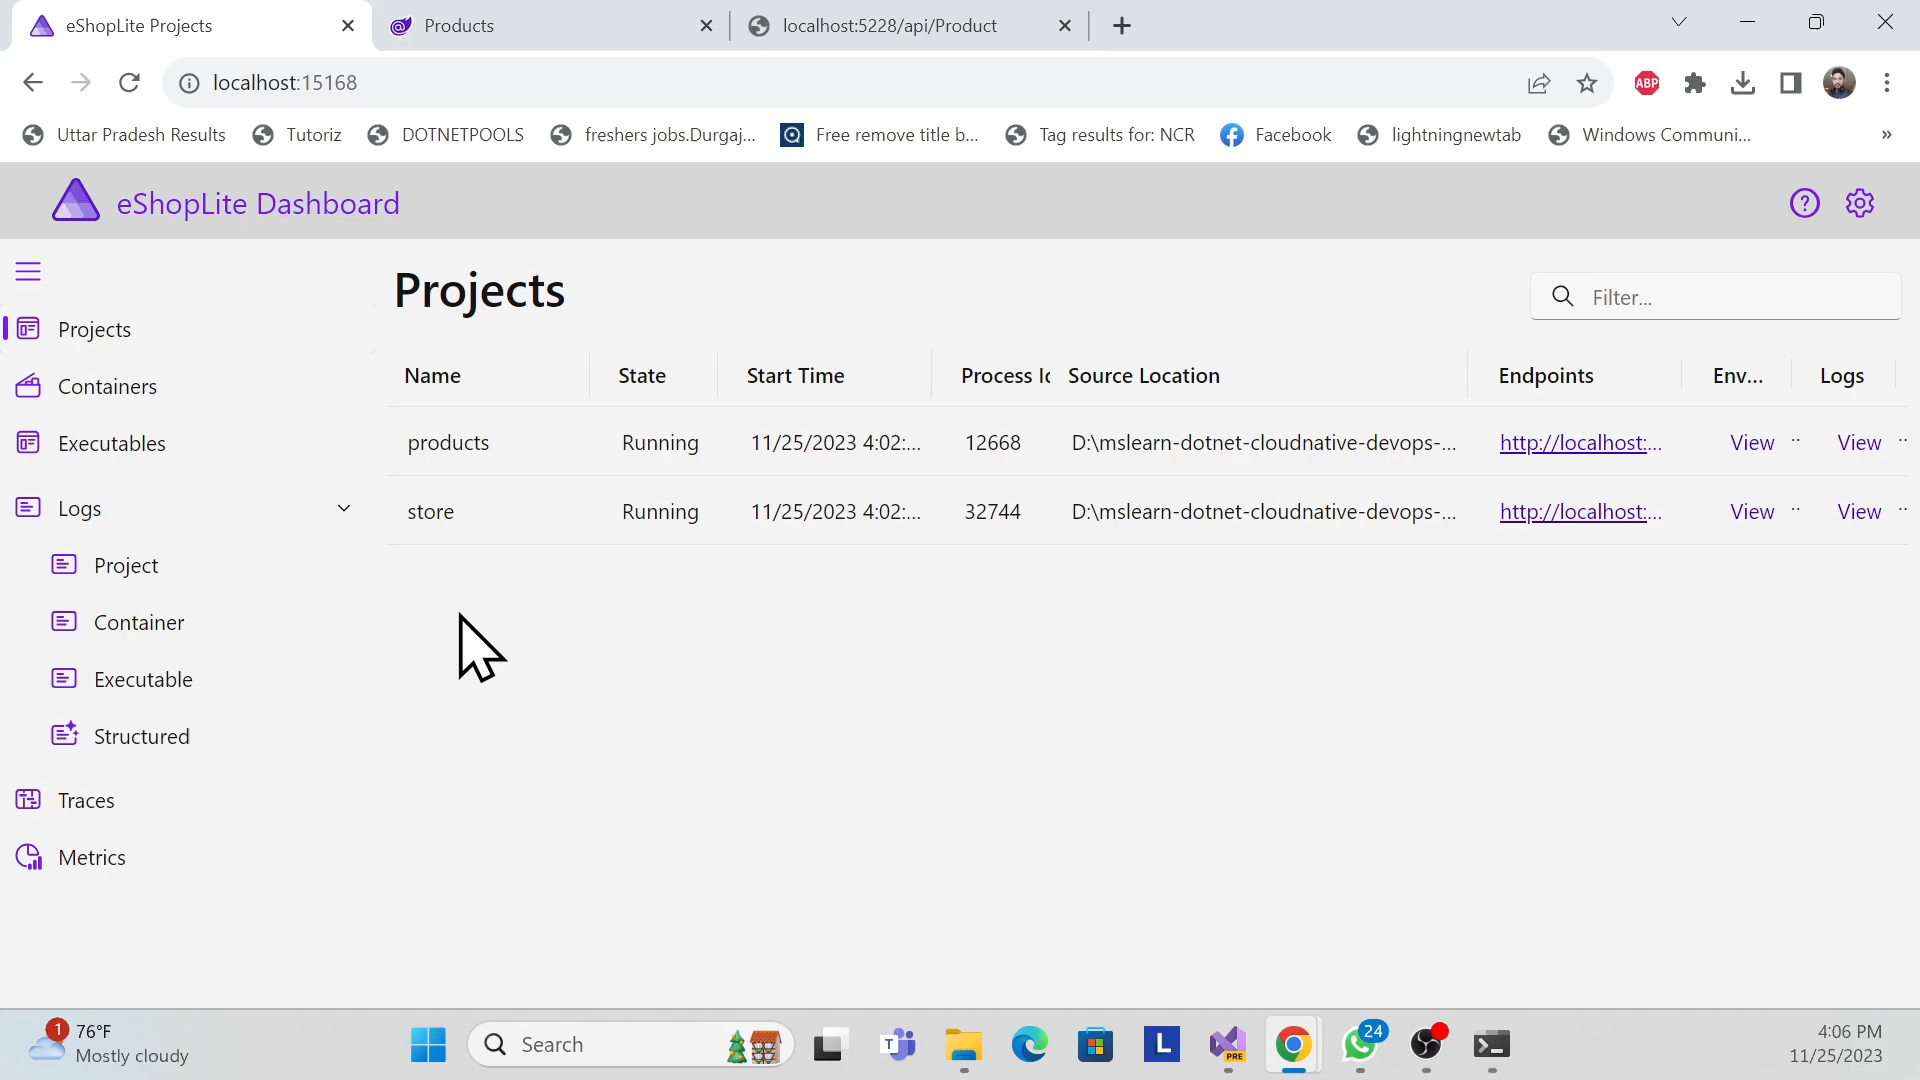 eShopLite Projects
Products
localhost:5228/api/Product
localhost:15168
ABP
Uttar Pradesh Results
Tutoriz
DOTNETPOOLS
freshers jobs.Durgaj...
Free remove title b...
Tag results for: NCR
Facebook
lightningnewtab
Windows Communi...
»
eShopLite Dashboard
Projects
Containers
Executables
Logs
Project
Container
Executable
Structured
Traces
Metrics
Projects
Filter...
Name State Start Time Process Id Source Location Endpoints Env... Logs
products Running 11/25/2023 4:02:... 12668 D:\mslearn-dotnet-cloudnative-devops-... http://localhost:... View View
store Running 11/25/2023 4:02:... 32744 D:\mslearn-dotnet-cloudnative-devops-... http://localhost:... View View
1
76°F
Mostly cloudy
Search
T
L
PRE
24
4:06 PM
11/25/2023